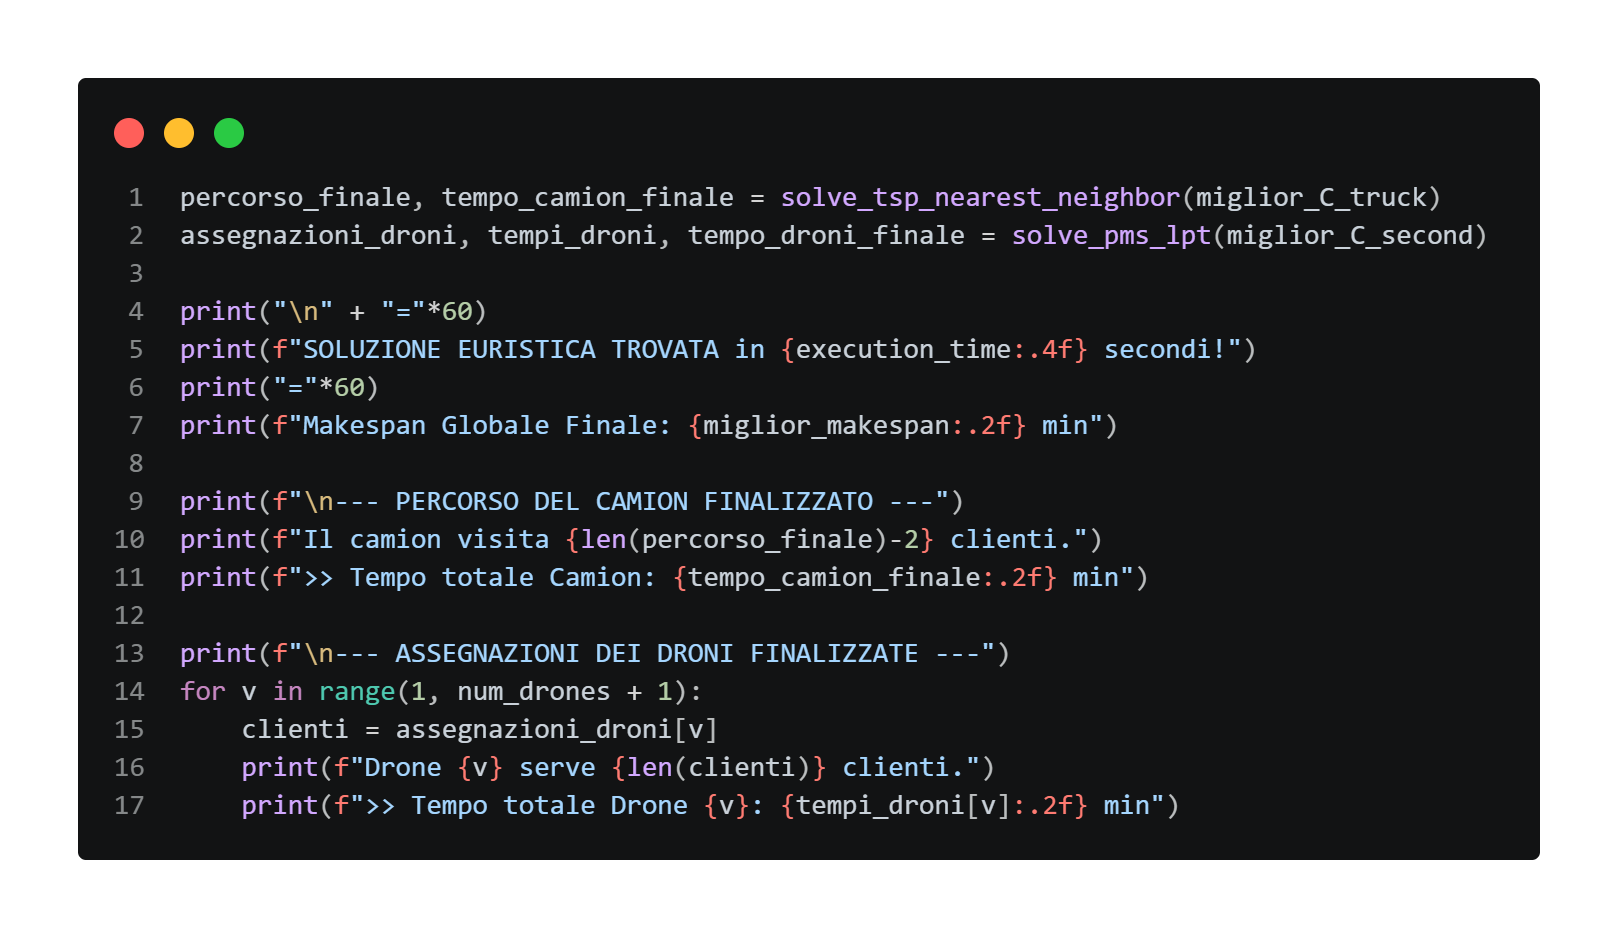 1 percorso_finale, tempo_camion_finale = solve_tsp_nearest_neighbor(miglior_C_truck)
2 assegnazioni_droni, tempi_droni, tempo_droni_finale = solve_pms_lpt(miglior_C_second)
3
4 print("\n" + "="*60)
5 print(f"SOLUZIONE EURISTICA TROVATA in {execution_time:.4f} secondi!")
6 print("="*60)
7 print(f"Makespan Globale Finale: {miglior_makespan:.2f} min")
8
9 print(f"\n--- PERCORSO DEL CAMION FINALIZZATO ---")
10 print(f"Il camion visita {len(percorso_finale)-2} clienti.")
11 print(f">> Tempo totale Camion: {tempo_camion_finale:.2f} min")
12
13 print(f"\n--- ASSEGNAZIONI DEI DRONI FINALIZZATE ---")
14 for v in range(1, num_drones + 1):
15     clienti = assegnazioni_droni[v]
16     print(f"Drone {v} serve {len(clienti)} clienti.")
17     print(f">> Tempo totale Drone {v}: {tempi_droni[v]:.2f} min")